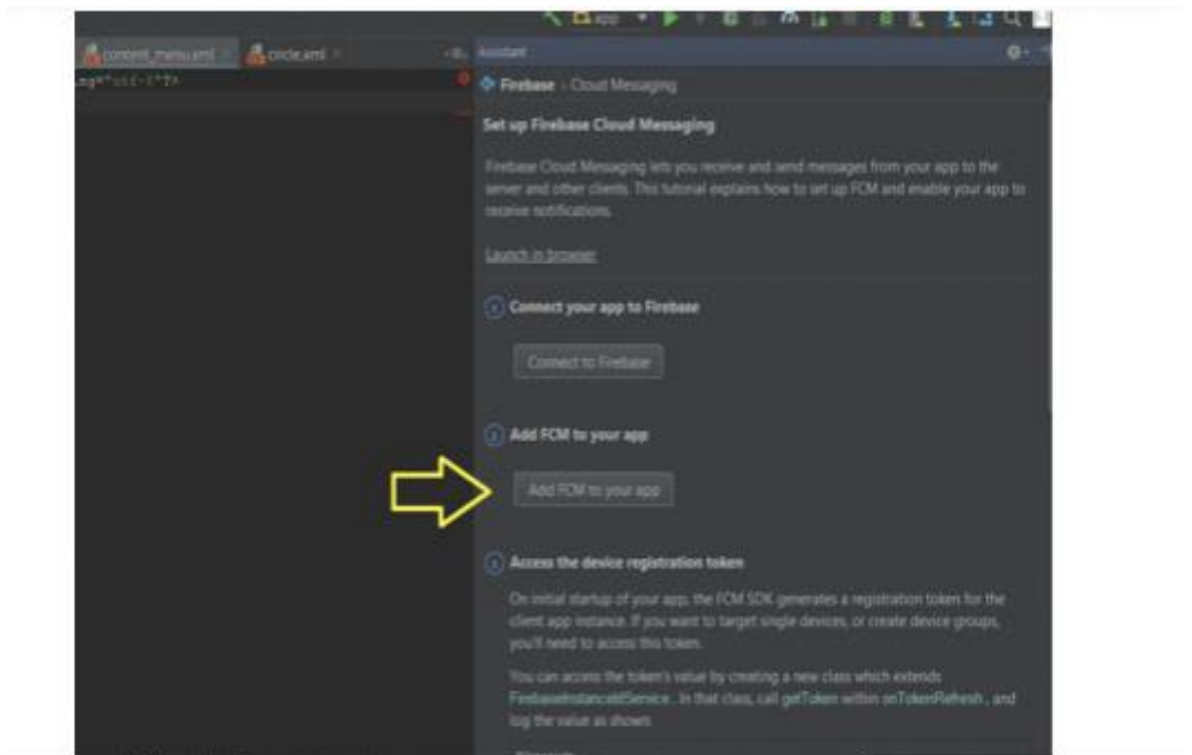 app
content_menu.xml
circle.xml
Assistant
ng="utf-8"?>
Firebase › Cloud Messaging
Set up Firebase Cloud Messaging
Firebase Cloud Messaging lets you receive and send messages from your app to the
server and other clients. This tutorial explains how to set up FCM and enable your app to
receive notifications.
Launch in browser
1 Connect your app to Firebase
Connect to Firebase
2 Add FCM to your app
Add FCM to your app
3 Access the device registration token
On initial startup of your app, the FCM SDK generates a registration token for the
client app instance. If you want to target single devices, or create device groups,
you'll need to access this token.
You can access the token's value by creating a new class which extends
FirebaseInstanceIdService . In that class, call getToken within onTokenRefresh , and
log the value as shown: